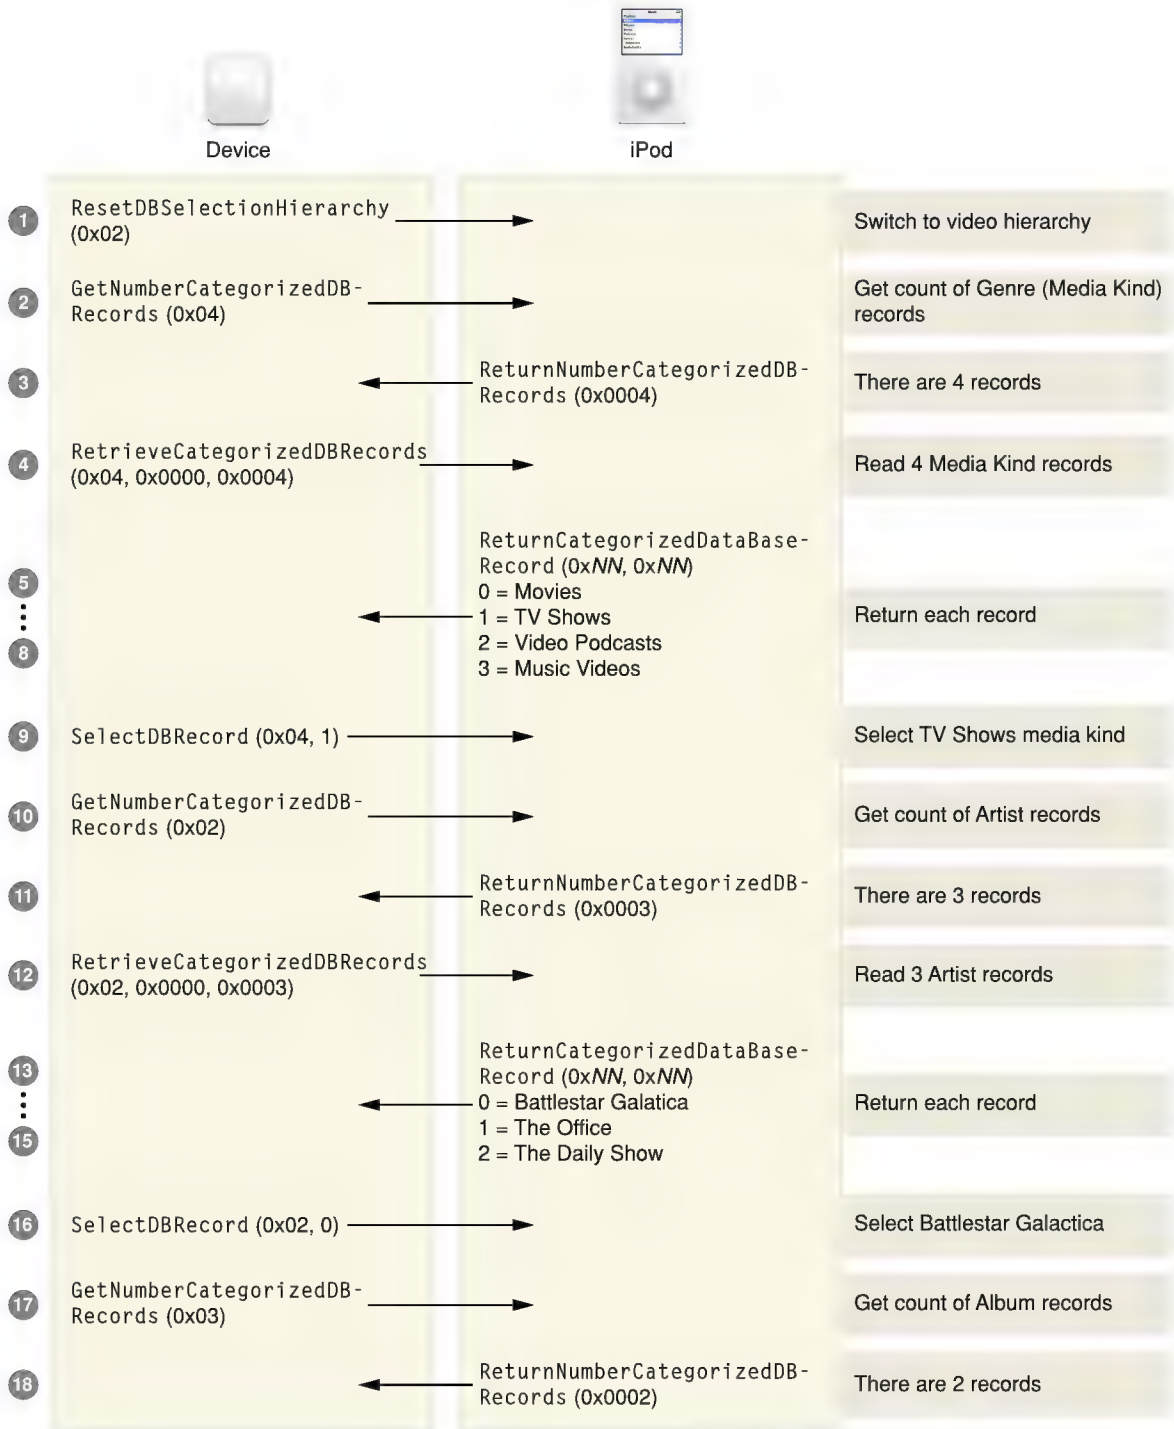 Device
iPod
1
ResetDBSelectionHierarchy
(0x02)
Switch to video hierarchy
2
GetNumberCategorizedDB-
Records (0x04)
Get count of Genre (Media Kind)
records
3
ReturnNumberCategorizedDB-
Records (0x0004)
There are 4 records
4
RetrieveCategorizedDBRecords
(0x04, 0x0000, 0x0004)
Read 4 Media Kind records
5
8
ReturnCategorizedDataBase-
Record (0xNN, 0xNN)
0 = Movies
1 = TV Shows
2 = Video Podcasts
3 = Music Videos
Return each record
9
SelectDBRecord (0x04, 1)
Select TV Shows media kind
10
GetNumberCategorizedDB-
Records (0x02)
Get count of Artist records
11
ReturnNumberCategorizedDB-
Records (0x0003)
There are 3 records
12
RetrieveCategorizedDBRecords
(0x02, 0x0000, 0x0003)
Read 3 Artist records
13
15
ReturnCategorizedDataBase-
Record (0xNN, 0xNN)
0 = Battlestar Galatica
1 = The Office
2 = The Daily Show
Return each record
16
SelectDBRecord (0x02, 0)
Select Battlestar Galactica
17
GetNumberCategorizedDB-
Records (0x03)
Get count of Album records
18
ReturnNumberCategorizedDB-
Records (0x0002)
There are 2 records